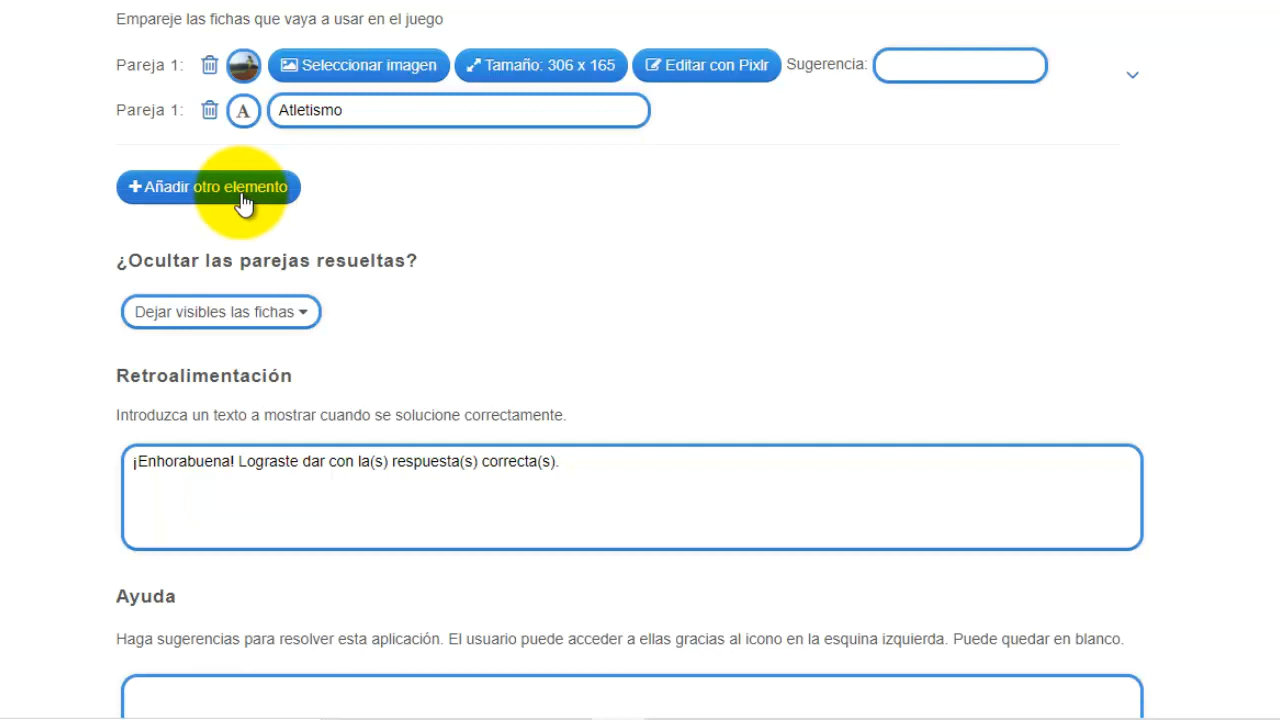 Empareje las fichas que vaya a usar en el juego
Pareja 1: Seleccionar imagen Tamaño: 306 x 165 Editar con Pixlr Sugerencia:
Pareja 1: A Atletismo
Añadir otro elemento
¿Ocultar las parejas resueltas?
Dejar visibles las fichas
Retroalimentación
Introduzca un texto a mostrar cuando se solucione correctamente.
¡Enhorabuena! Lograste dar con la(s) respuesta(s) correcta(s).
Ayuda
Haga sugerencias para resolver esta aplicación. El usuario puede acceder a ellas gracias al icono en la esquina izquierda. Puede quedar en blanco.